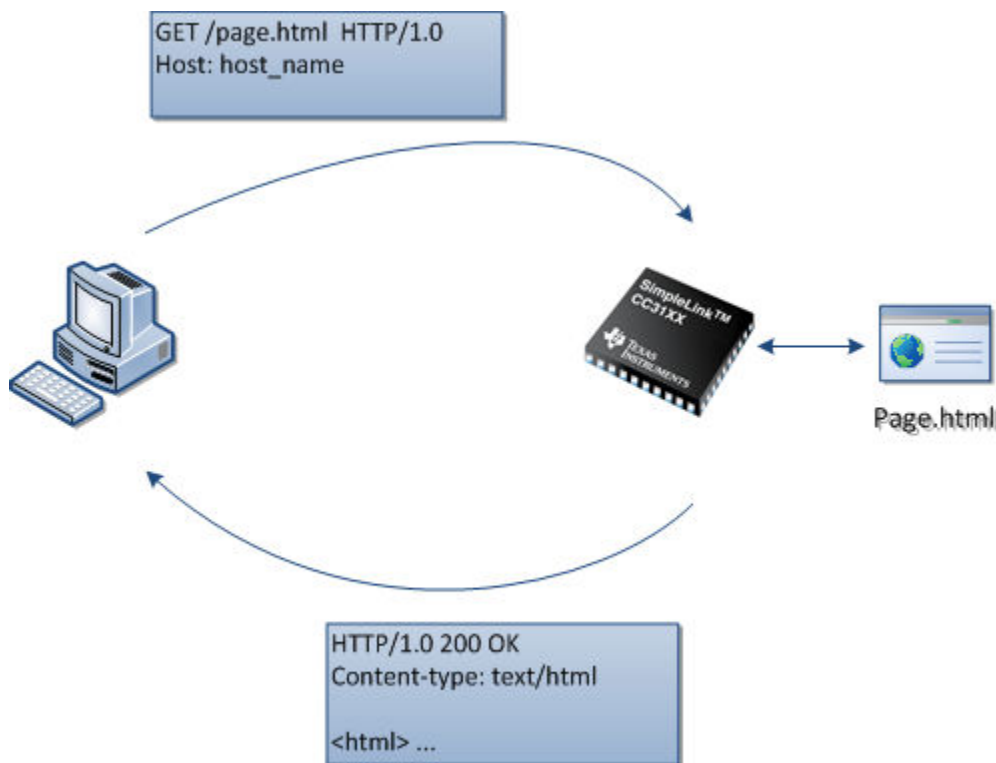 GET /page.html HTTP/1.0
Host: host_name
SimpleLink™
CC31XX
TEXAS
INSTRUMENTS
Page.html
HTTP/1.0 200 OK
Content-type: text/html
<html> ...